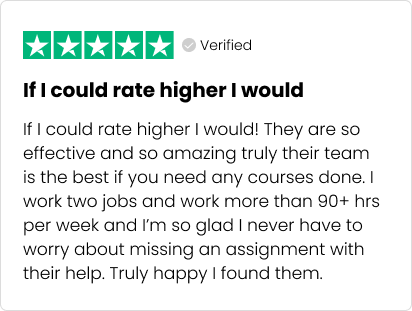 Verified
If I could rate higher I would
If I could rate higher I would! They are so
effective and so amazing truly their team
is the best if you need any courses done. I
work two jobs and work more than 90+ hrs
per week and I’m so glad I never have to
worry about missing an assignment with
their help. Truly happy I found them.